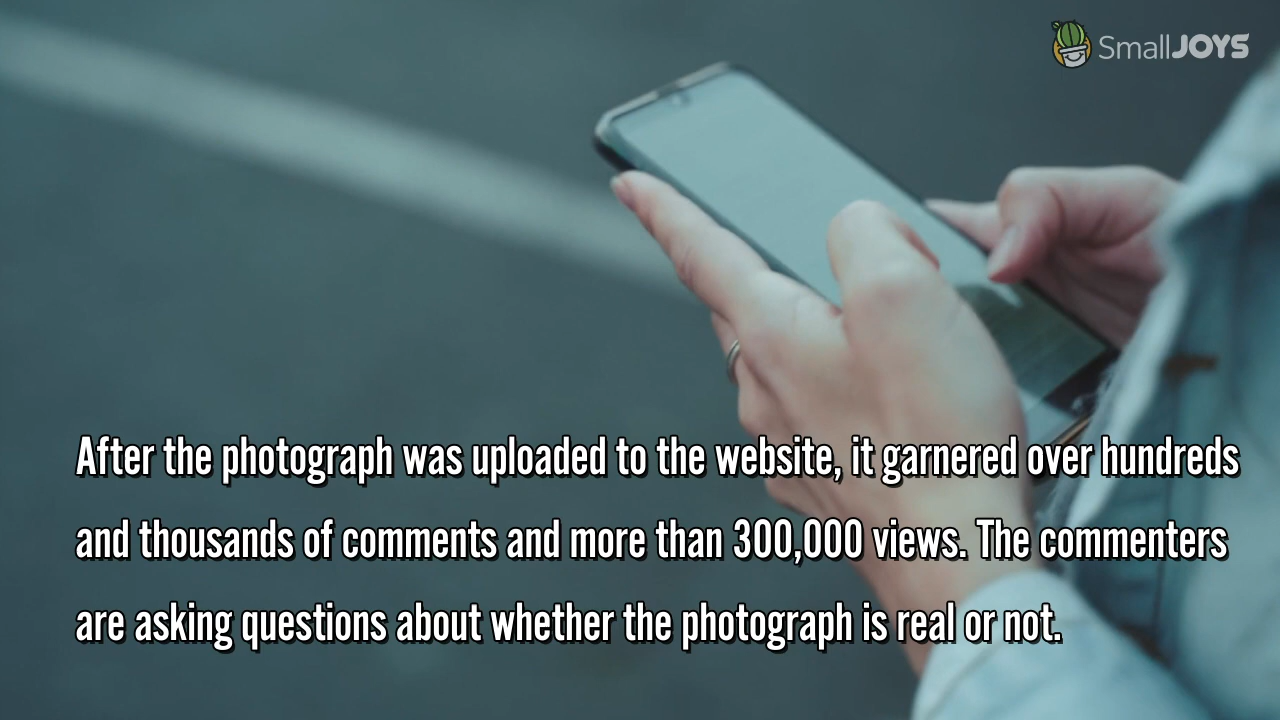 SmallJOYS
After the photograph was uploaded to the website, it garnered over hundreds
and thousands of comments and more than 300,000 views. The commenters
are asking questions about whether the photograph is real or not.